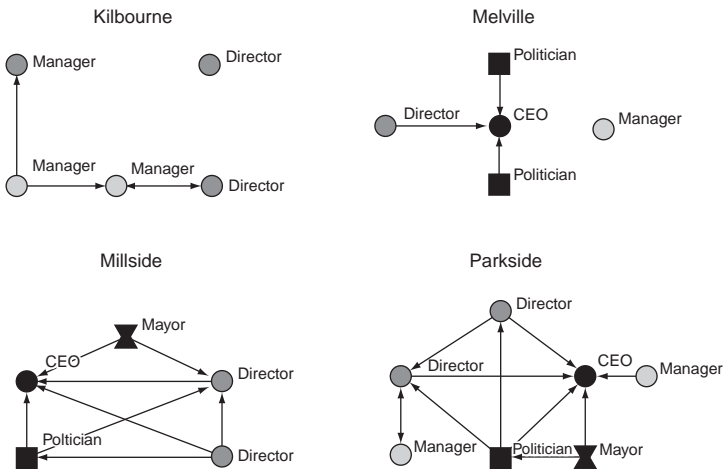 Kilbourne
Melville
Manager
Director
Politician
Director
CEO
Manager
Manager
Manager
Director
Politician
Millside
Parkside
Mayor
CEO
Director
Poltician
Director
Director
Director
CEO
Manager
Manager
Politician
Mayor